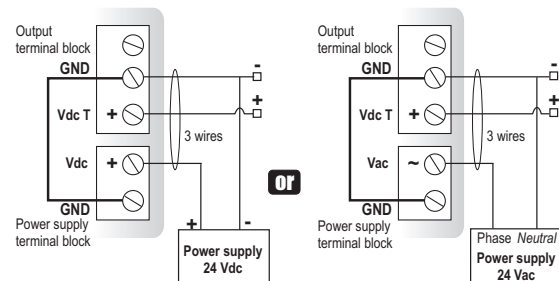 Output
terminal block
GND
-
+
Vdc T
+
3 wires
Vdc
+
GND
Power supply
terminal block
+
-
Power supply
24 Vdc
or
Output
terminal block
GND
-
+
Vdc T
+
3 wires
Vac
~
GND
Power supply
terminal block
Phase Neutral
Power supply
24 Vac